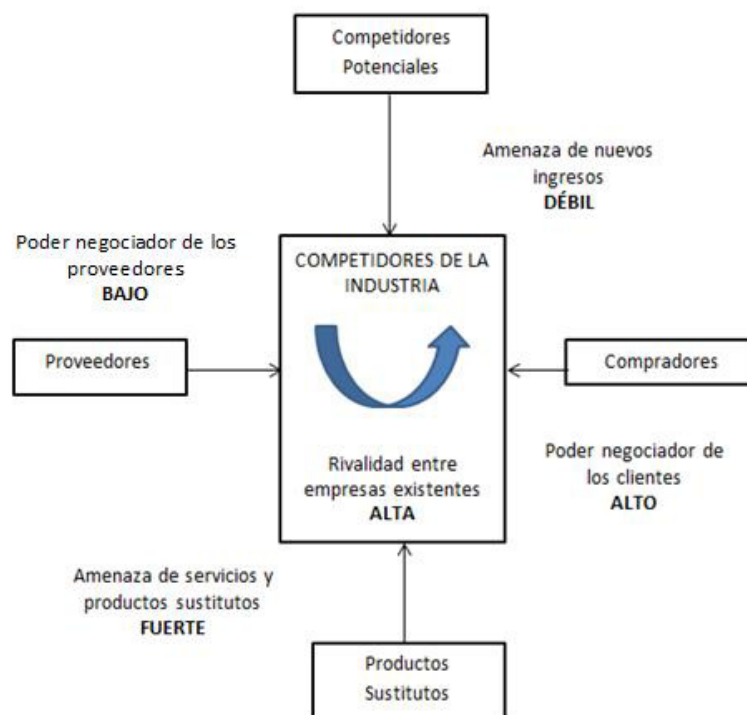 Competidores
Potenciales
Amenaza de nuevos
ingresos
DÉBIL
Poder negociador de los
proveedores
BAJO
COMPETIDORES DE LA
INDUSTRIA
Proveedores
Compradores
Rivalidad entre
empresas existentes
ALTA
Poder negociador de
los clientes
ALTO
Amenaza de servicios y
productos sustitutos
FUERTE
Productos
Sustitutos